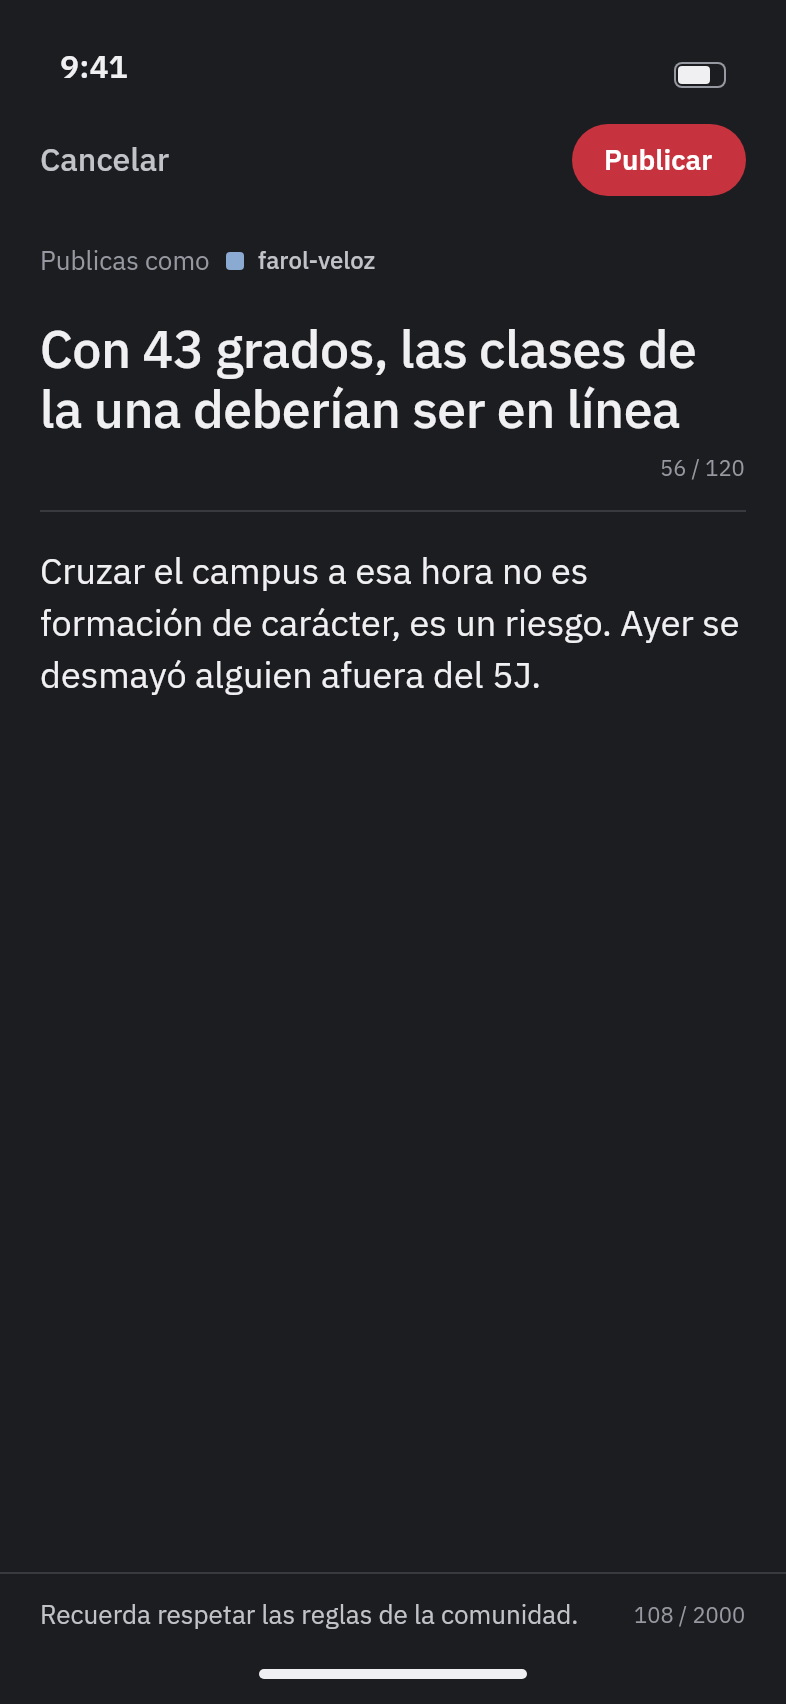 9:41
Cancelar
Publicar
Publicas como farol-veloz
Con 43 grados, las clases de
la una deberían ser en línea
56 / 120
Cruzar el campus a esa hora no es
formación de carácter, es un riesgo. Ayer se
desmayó alguien afuera del 5J.
Recuerda respetar las reglas de la comunidad.
108 / 2000